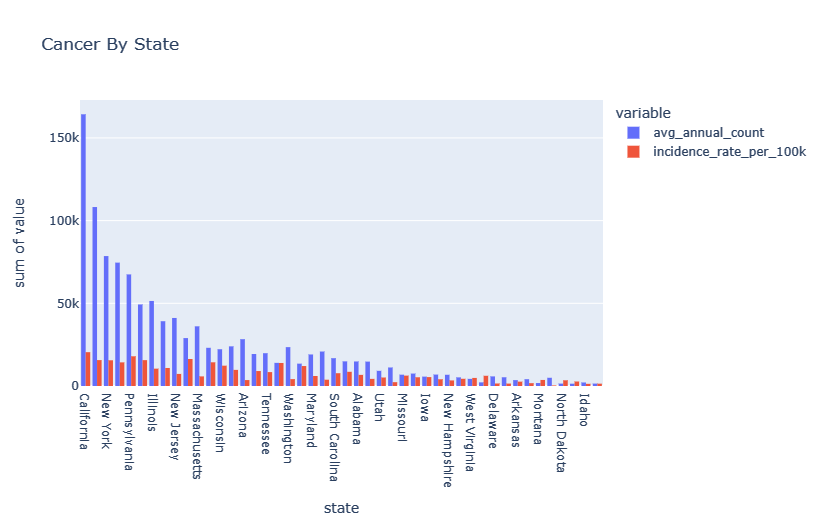 Cancer By State
variable
avg_annual_count
incidence_rate_per_100k
sum of value
150k
100k
50k
0
California
New York
Pennsylvania
Illinois
New Jersey
Massachusetts
Wisconsin
Arizona
Tennessee
Washington
Maryland
South Carolina
Alabama
Utah
Missouri
Iowa
New Hampshire
West Virginia
Delaware
Arkansas
Montana
North Dakota
Idaho
state